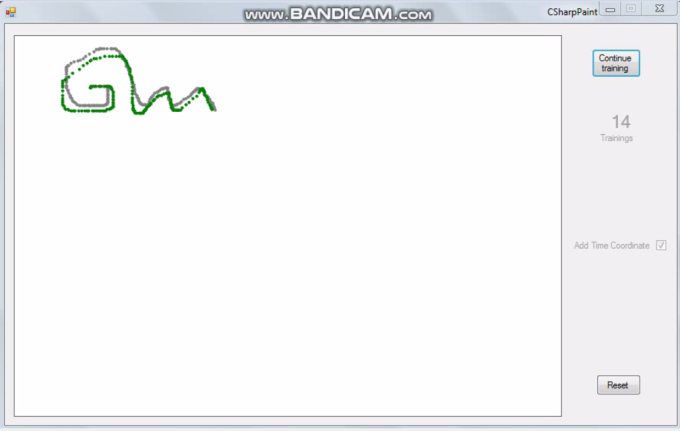 www.BANDICAM.com
CSharpPaint
Continue
training
14
Trainings
Add Time Coordinate
Reset